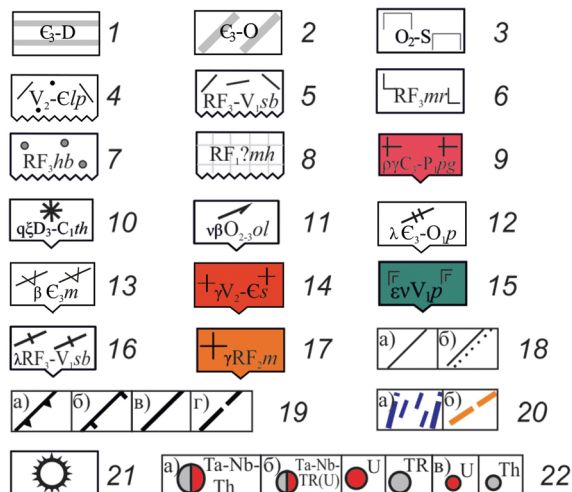 Є₃-D 1 Є₃-O 2 O₂-S 3
V₂-Єlp 4 RF₃-V₁sb 5 RF₃mr 6
RF₃hb 7 RF₁?mh 8 ργC₃-P₁pg 9
qξD₃-C₁th 10 νβO₂₋₃ol 11 λЄ₃-O₁p 12
βЄ₃m 13 γV₂-Єs 14 ενV₁p 15
λRF₃-V₁sb 16 γRF₂m 17 а) б) 18
а) б) в) г) 19 а) б) 20
21 а) Ta-Nb-Th б) Ta-Nb-TR(U) U TR в) U Th 22